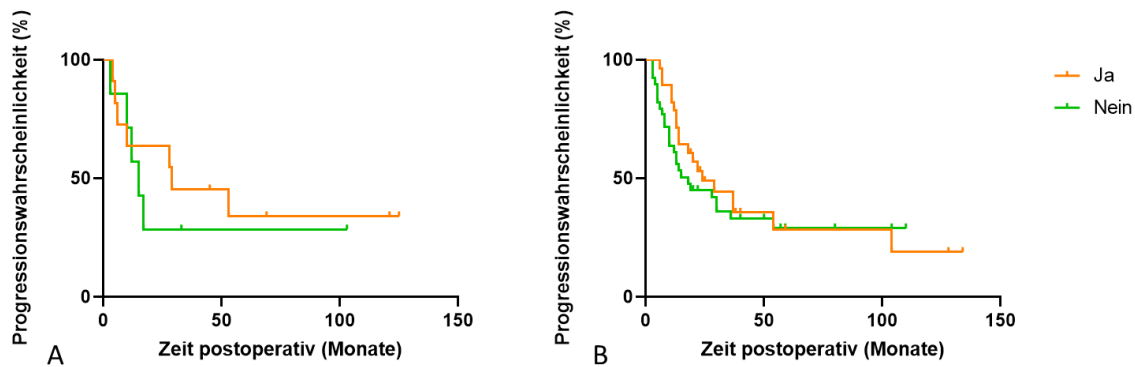 Progressionswahrscheinlichkeit (%)
100
50
0
0 50 100 150
Zeit postoperativ (Monate)
A
Progressionswahrscheinlichkeit (%)
100
50
0
0 50 100 150
Zeit postoperativ (Monate)
B
Ja
Nein